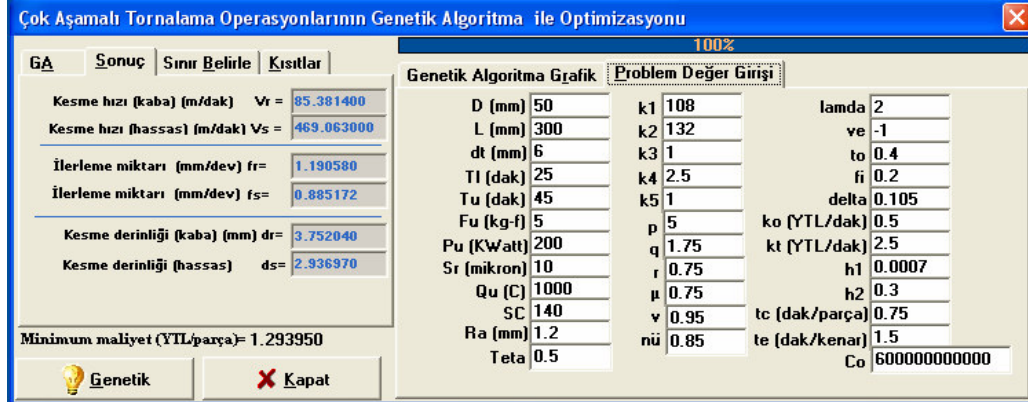 Çok Aşamalı Tornalama Operasyonlarının Genetik Algoritma ile Optimizasyonu
100%
GA Sonuç Sınır Belirle Kısıtlar
Genetik Algoritma Grafik Problem Değer Girişi
Kesme hızı (kaba) (m/dak) Vr = 85.381400
Kesme hızı (hassas) (m/dak) Vs = 469.063000
İlerleme miktarı (mm/dev) fr= 1.190580
İlerleme miktarı (mm/dev) fs= 0.885172
Kesme derinliği (kaba) (mm) dr= 3.752040
Kesme derinliği (hassas) ds= 2.936970
Minimum maliyet (YTL/parça)= 1.293950
Genetik Kapat
D (mm) 50
L (mm) 300
dt (mm) 6
Tl (dak) 25
Tu (dak) 45
Fu (kg-f) 5
Pu (KWatt) 200
Sr (mikron) 10
Qu (C) 1000
SC 140
Ra (mm) 1.2
Teta 0.5
k1 108
k2 132
k3 1
k4 2.5
k5 1
p 5
q 1.75
r 0.75
µ 0.75
v 0.95
nü 0.85
lamda 2
ve -1
to 0.4
fi 0.2
delta 0.105
ko (YTL/dak) 0.5
kt (YTL/dak) 2.5
h1 0.0007
h2 0.3
tc (dak/parça) 0.75
te (dak/kenar) 1.5
Co 600000000000